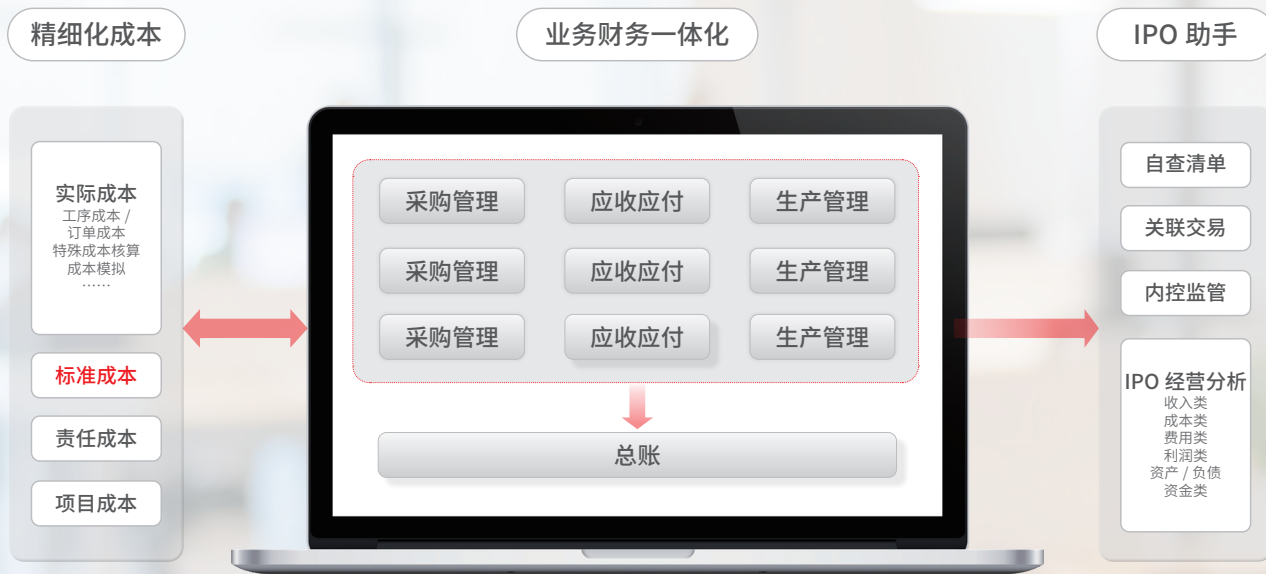 精细化成本
业务财务一体化
IPO 助手
实际成本
工序成本 /
订单成本
特殊成本核算
成本模拟
……
标准成本
责任成本
项目成本
采购管理
应收应付
生产管理
采购管理
应收应付
生产管理
采购管理
应收应付
生产管理
总账
自查清单
关联交易
内控监管
IPO 经营分析
收入类
成本类
费用类
利润类
资产 / 负债
资金类